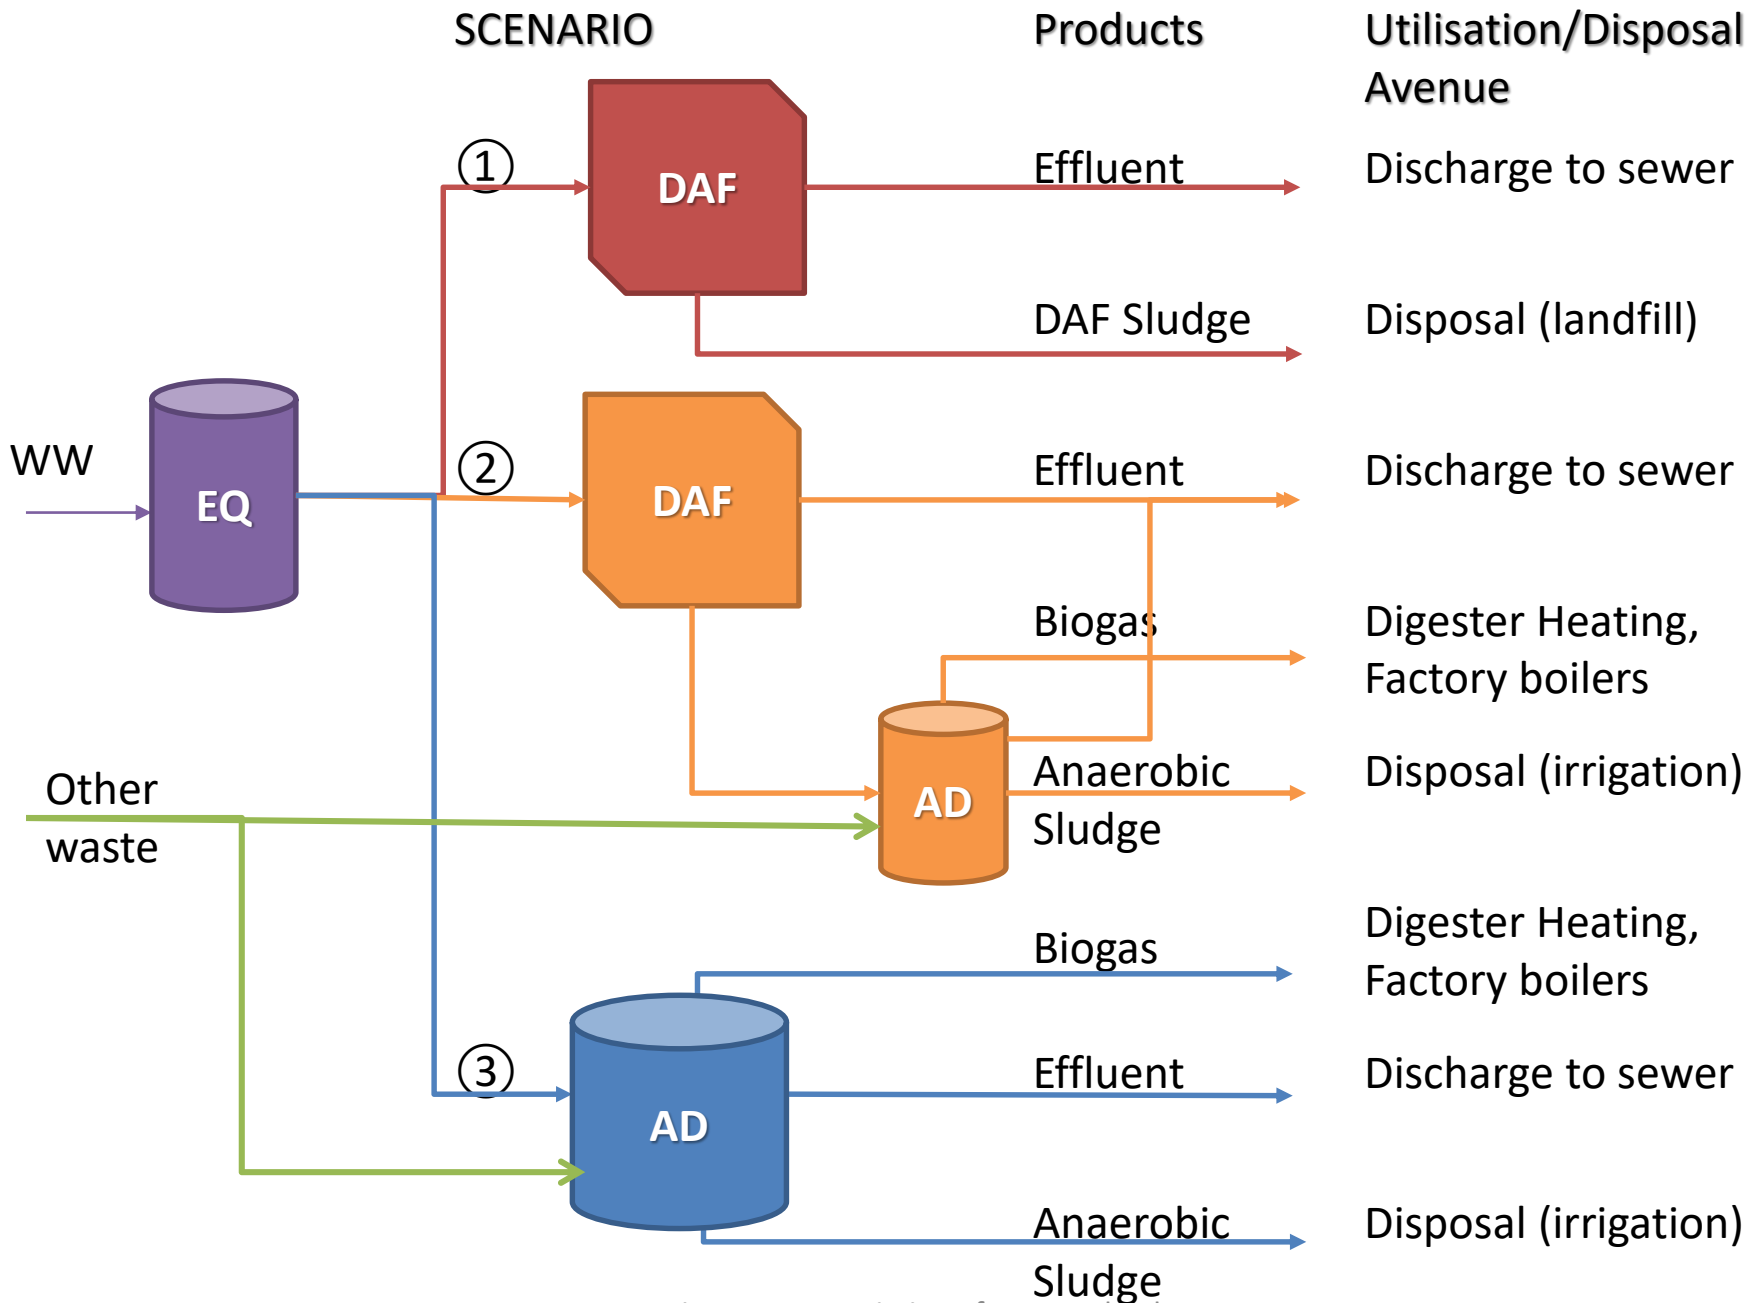 SCENARIO Products Utilisation/Disposal
Avenue
① Effluent Discharge to sewer
DAF
DAF Sludge Disposal (landfill)
WW ② Effluent Discharge to sewer
EQ DAF
Biogas Digester Heating,
Factory boilers
Other Anaerobic Disposal (irrigation)
waste AD Sludge
Biogas Digester Heating,
Factory boilers
③ Effluent Discharge to sewer
AD
Anaerobic Disposal (irrigation)
Sludge